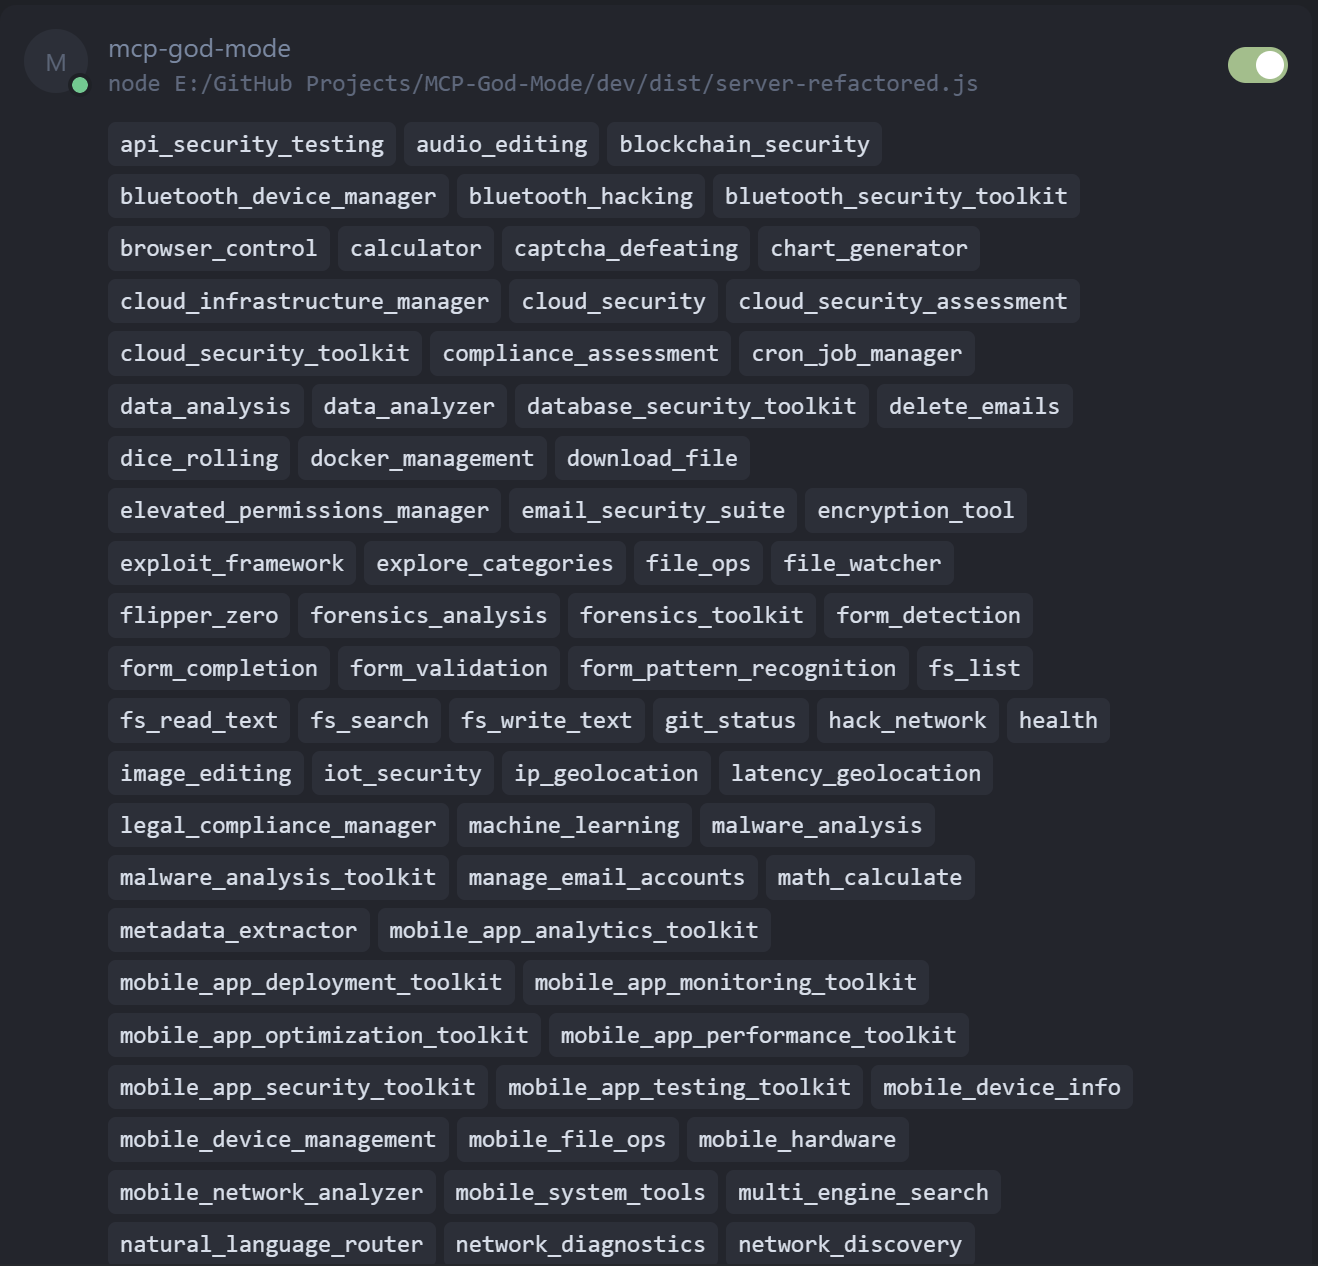 M
mcp-god-mode
node E:/GitHub Projects/MCP-God-Mode/dev/dist/server-refactored.js
api_security_testing audio_editing blockchain_security
bluetooth_device_manager bluetooth_hacking bluetooth_security_toolkit
browser_control calculator captcha_defeating chart_generator
cloud_infrastructure_manager cloud_security cloud_security_assessment
cloud_security_toolkit compliance_assessment cron_job_manager
data_analysis data_analyzer database_security_toolkit delete_emails
dice_rolling docker_management download_file
elevated_permissions_manager email_security_suite encryption_tool
exploit_framework explore_categories file_ops file_watcher
flipper_zero forensics_analysis forensics_toolkit form_detection
form_completion form_validation form_pattern_recognition fs_list
fs_read_text fs_search fs_write_text git_status hack_network health
image_editing iot_security ip_geolocation latency_geolocation
legal_compliance_manager machine_learning malware_analysis
malware_analysis_toolkit manage_email_accounts math_calculate
metadata_extractor mobile_app_analytics_toolkit
mobile_app_deployment_toolkit mobile_app_monitoring_toolkit
mobile_app_optimization_toolkit mobile_app_performance_toolkit
mobile_app_security_toolkit mobile_app_testing_toolkit mobile_device_info
mobile_device_management mobile_file_ops mobile_hardware
mobile_network_analyzer mobile_system_tools multi_engine_search
natural_language_router network_diagnostics network_discovery